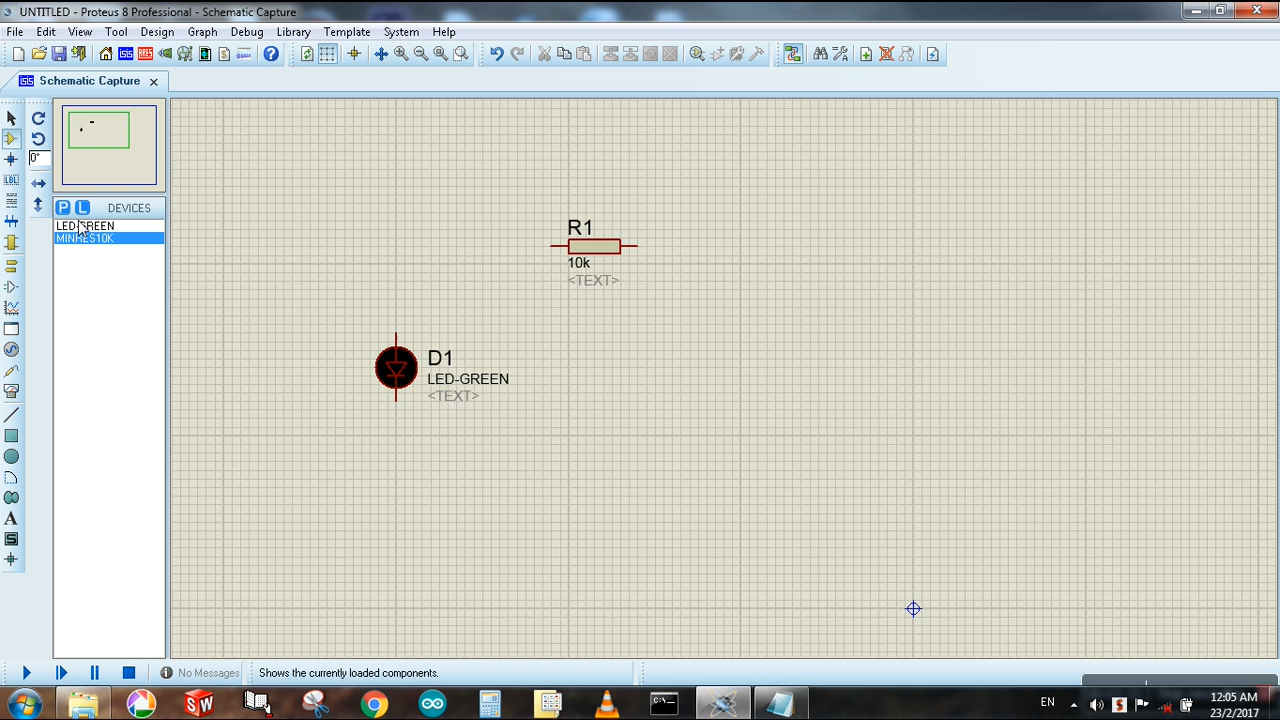 UNTITLED - Proteus 8 Professional - Schematic Capture
File Edit View Tool Design Graph Debug Library Template System Help
Schematic Capture
0°
P L DEVICES
LED-GREEN
MINRES10K
LBL
A
S
R1
10k
<TEXT>
D1
LED-GREEN
<TEXT>
No Messages
Shows the currently loaded components.
EN
12:05 AM
23/2/2017